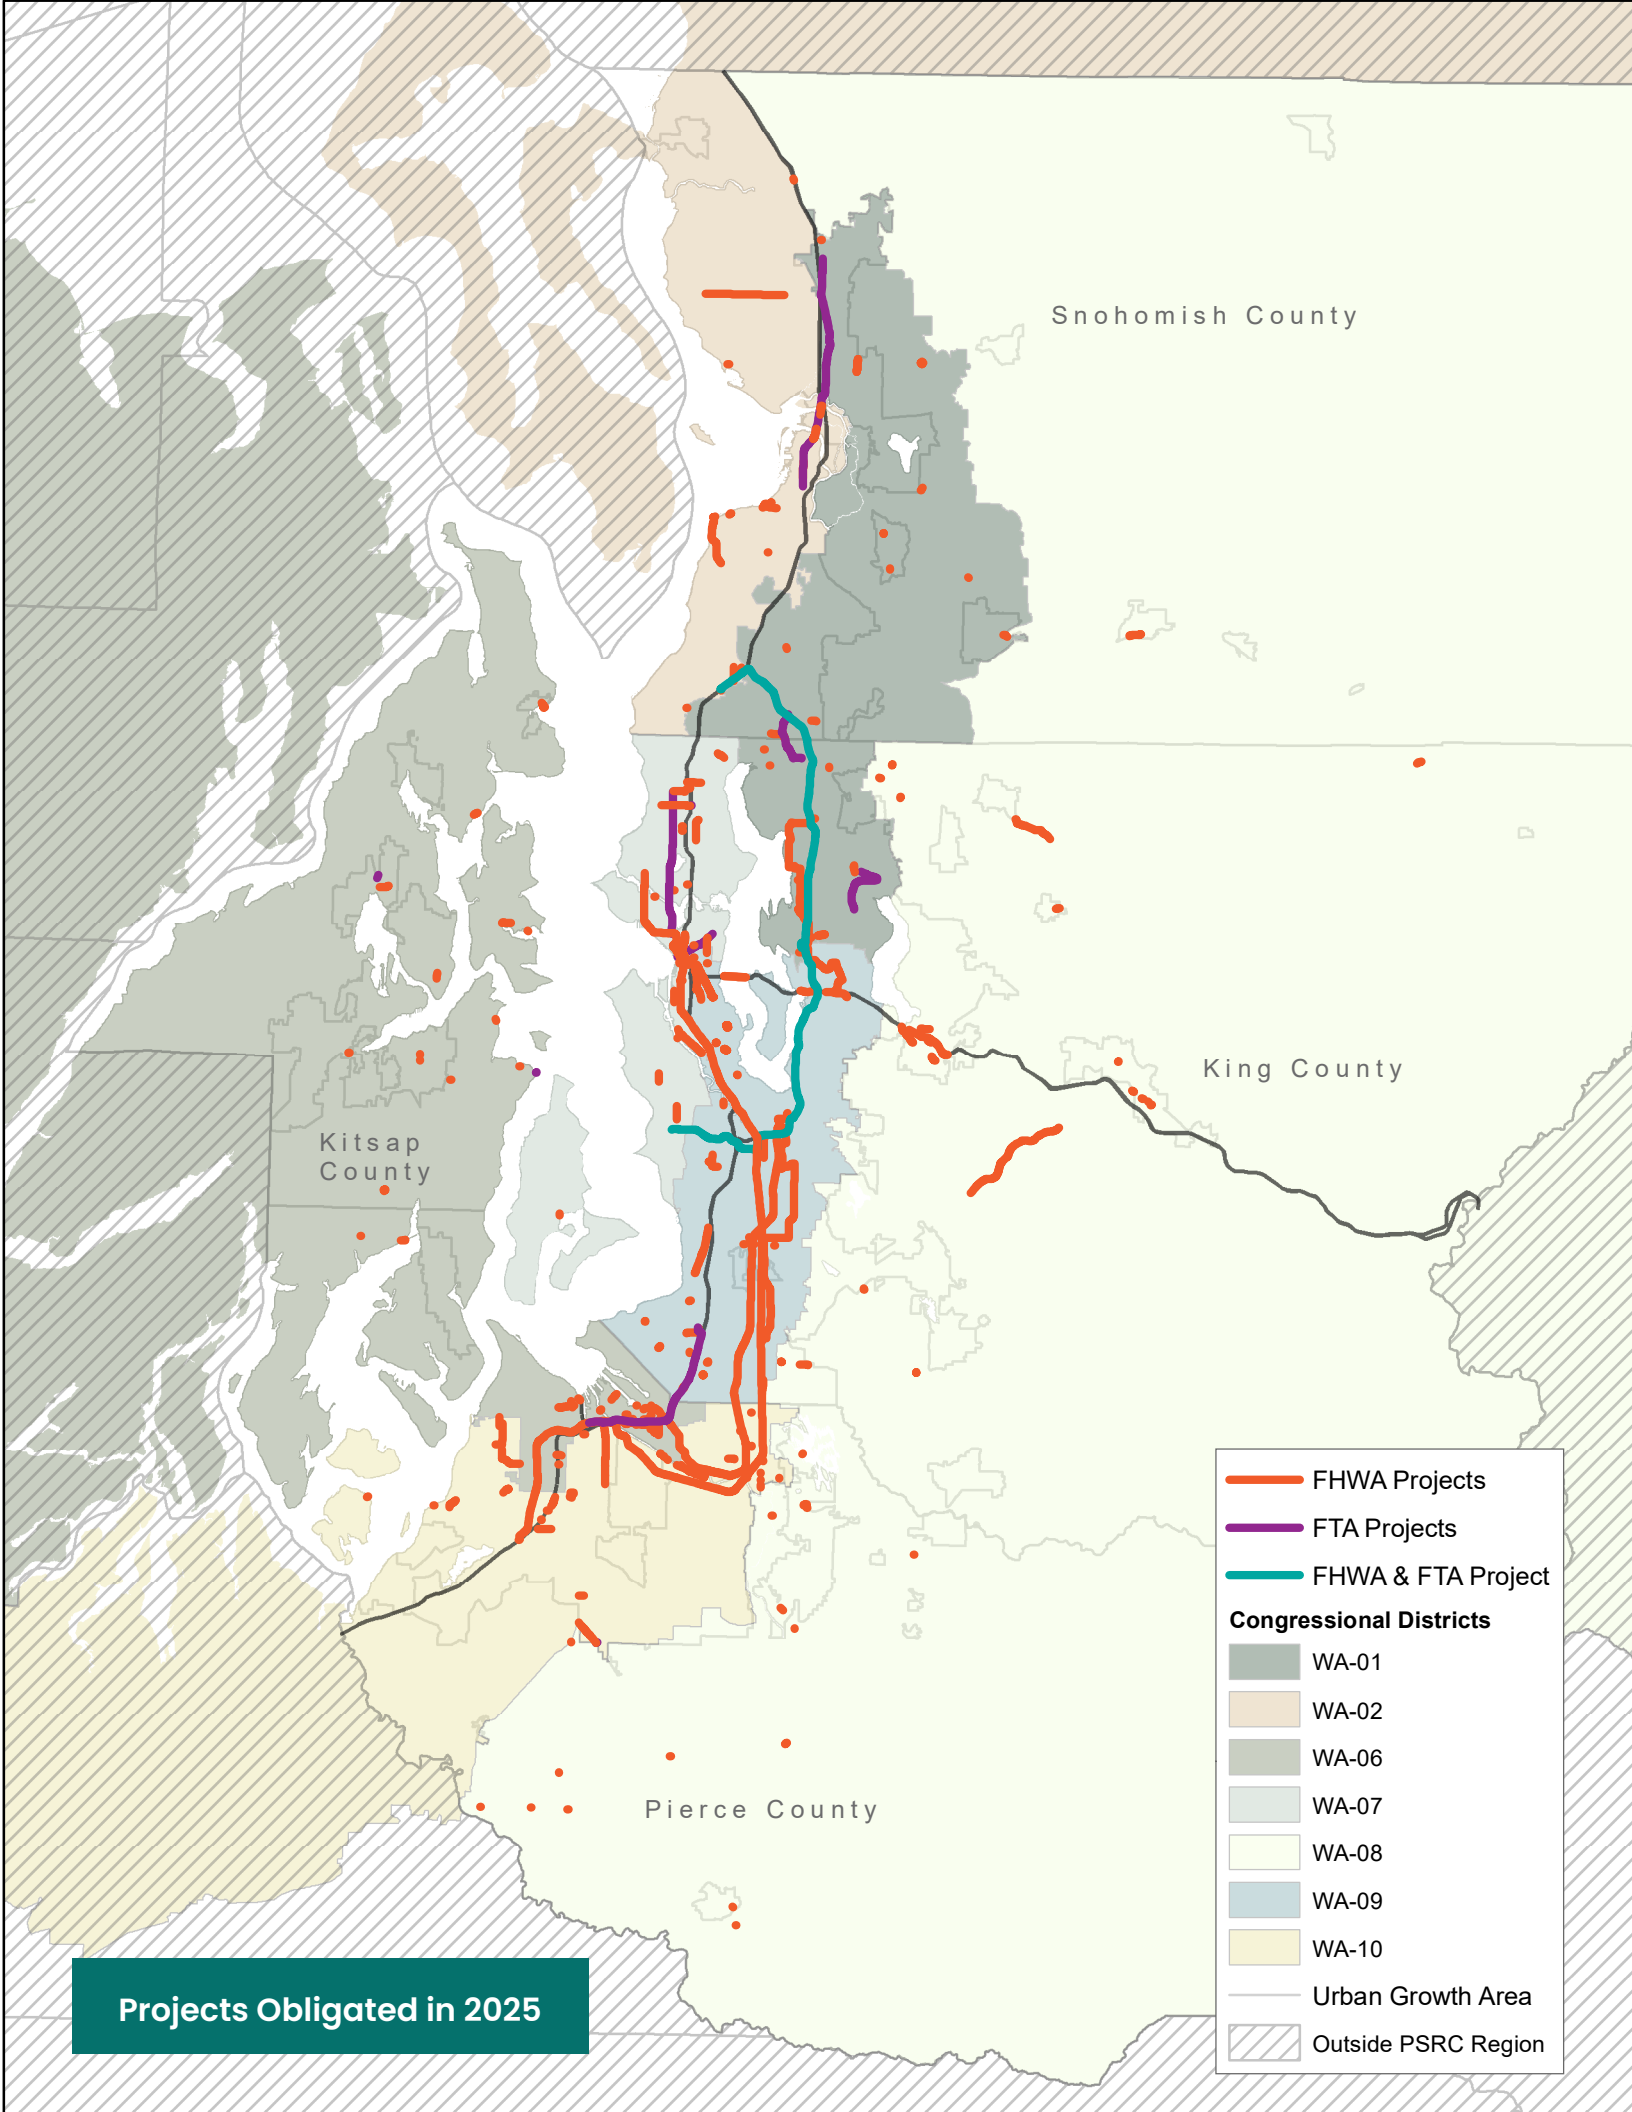 Snohomish County
King County
Kitsap
County
Pierce County
FHWA Projects
FTA Projects
FHWA & FTA Project
Congressional Districts
WA-01
WA-02
WA-06
WA-07
WA-08
WA-09
WA-10
Urban Growth Area
Outside PSRC Region
Projects Obligated in 2025